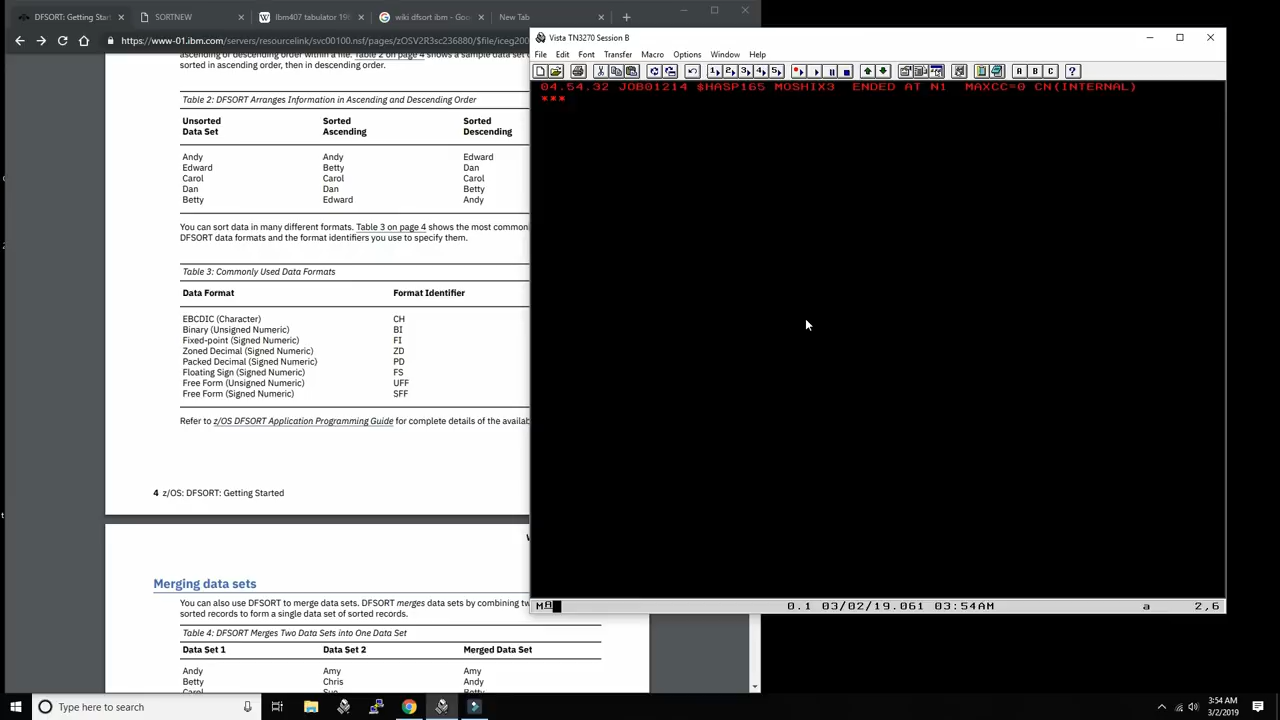 DFSORT: Getting Start
SORTNEW
Ibm407 tabulator 19
wiki dfsort ibm - Goo
New Tab
https://www-01.ibm.com/servers/resourcelink/svc00100.nsf/pages/zOSV2R3sc236880/$file/iceg200
ascending or descending order within a file. Table 2 on page 4 shows a sample data set
sorted in ascending order, then in descending order.
Table 2: DFSORT Arranges Information in Ascending and Descending Order
Unsorted Sorted Sorted
Data Set Ascending Descending
Andy Andy Edward
Edward Betty Dan
Carol Carol Carol
Dan Dan Betty
Betty Edward Andy
You can sort data in many different formats. Table 3 on page 4 shows the most common
DFSORT data formats and the format identifiers you use to specify them.
Table 3: Commonly Used Data Formats
Data Format Format Identifier
EBCDIC (Character) CH
Binary (Unsigned Numeric) BI
Fixed-point (Signed Numeric) FI
Zoned Decimal (Signed Numeric) ZD
Packed Decimal (Signed Numeric) PD
Floating Sign (Signed Numeric) FS
Free Form (Unsigned Numeric) UFF
Free Form (Signed Numeric) SFF
Refer to z/OS DFSORT Application Programming Guide for complete details of the availab
4 z/OS: DFSORT: Getting Started
Merging data sets
You can also use DFSORT to merge data sets. DFSORT merges data sets by combining tw
sorted records to form a single data set of sorted records.
Table 4: DFSORT Merges Two Data Sets into One Data Set
Data Set 1 Data Set 2 Merged Data Set
Andy Amy Amy
Betty Chris Andy
Carol Sue Betty
Vista TN3270 Session B
File Edit Font Transfer Macro Options Window Help
1 2 3 4 5 A B C ?
04.54.32 JOB01214 $HASP165 MOSHIX3 ENDED AT N1 MAXCC=0 CN(INTERNAL)
***
MA 0.1 03/02/19.061 03:54AM a 2,6
Type here to search
3:54 AM
3/2/2019